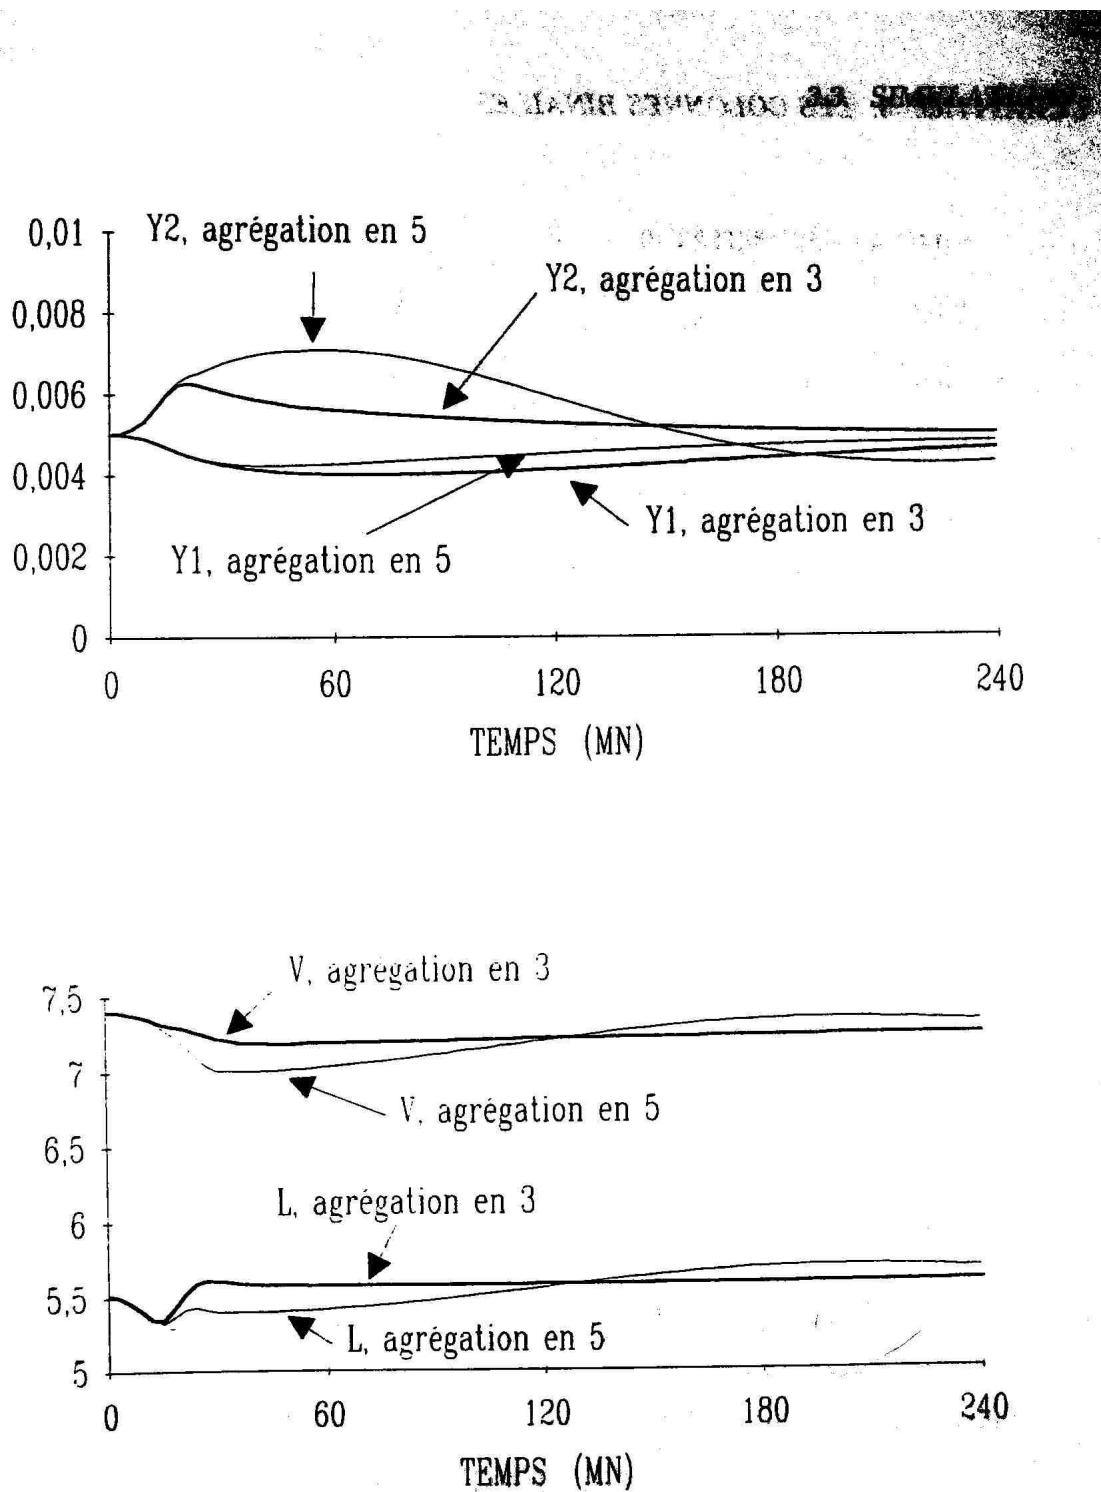 3.3 SIMULATIONS
0,01
Y2, agrégation en 5
Y2, agrégation en 3
0,008
0,006
0,004
Y1, agrégation en 3
0,002
Y1, agrégation en 5
0
0 60 120 180 240
TEMPS (MN)
V, agrégation en 3
7,5
7
V, agrégation en 5
6,5
L, agrégation en 3
6
5,5
L, agrégation en 5
5
0 60 120 180 240
TEMPS (MN)